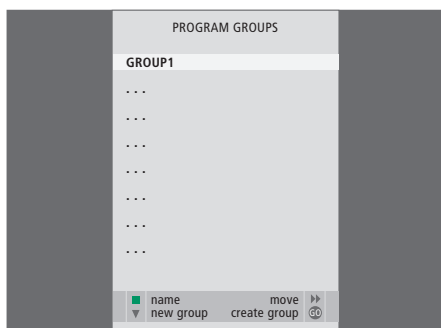 PROGRAM GROUPS
GROUP1
. . .
. . .
. . .
. . .
. . .
. . .
. . .
name move
new group create group GO